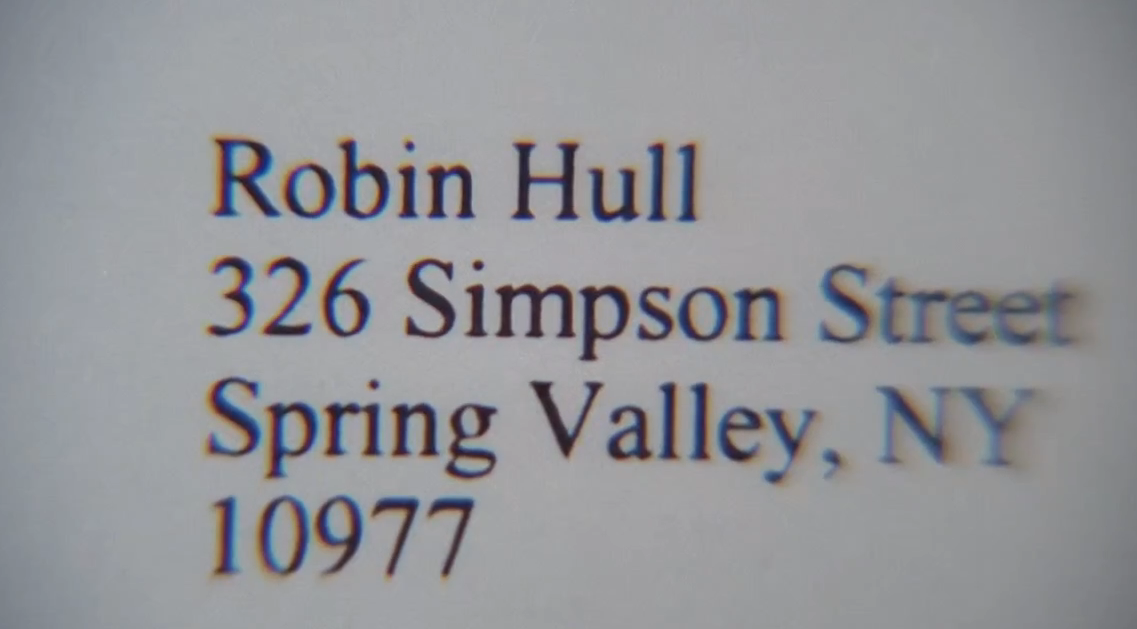 Robin Hull
326 Simpson Street
Spring Valley, NY
10977